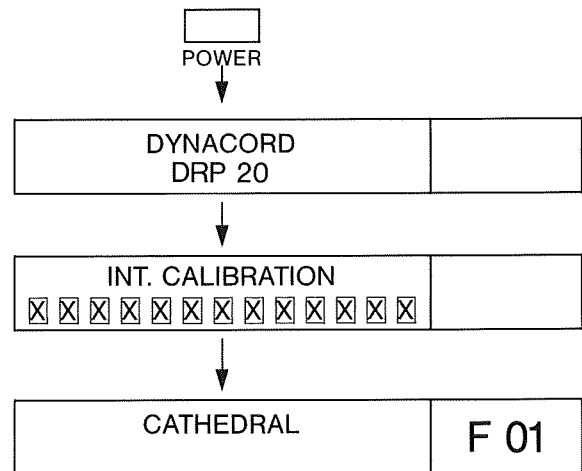 POWER
DYNACORD
DRP 20
INT. CALIBRATION
X X X X X X X X X X X X X
CATHEDRAL
F 01